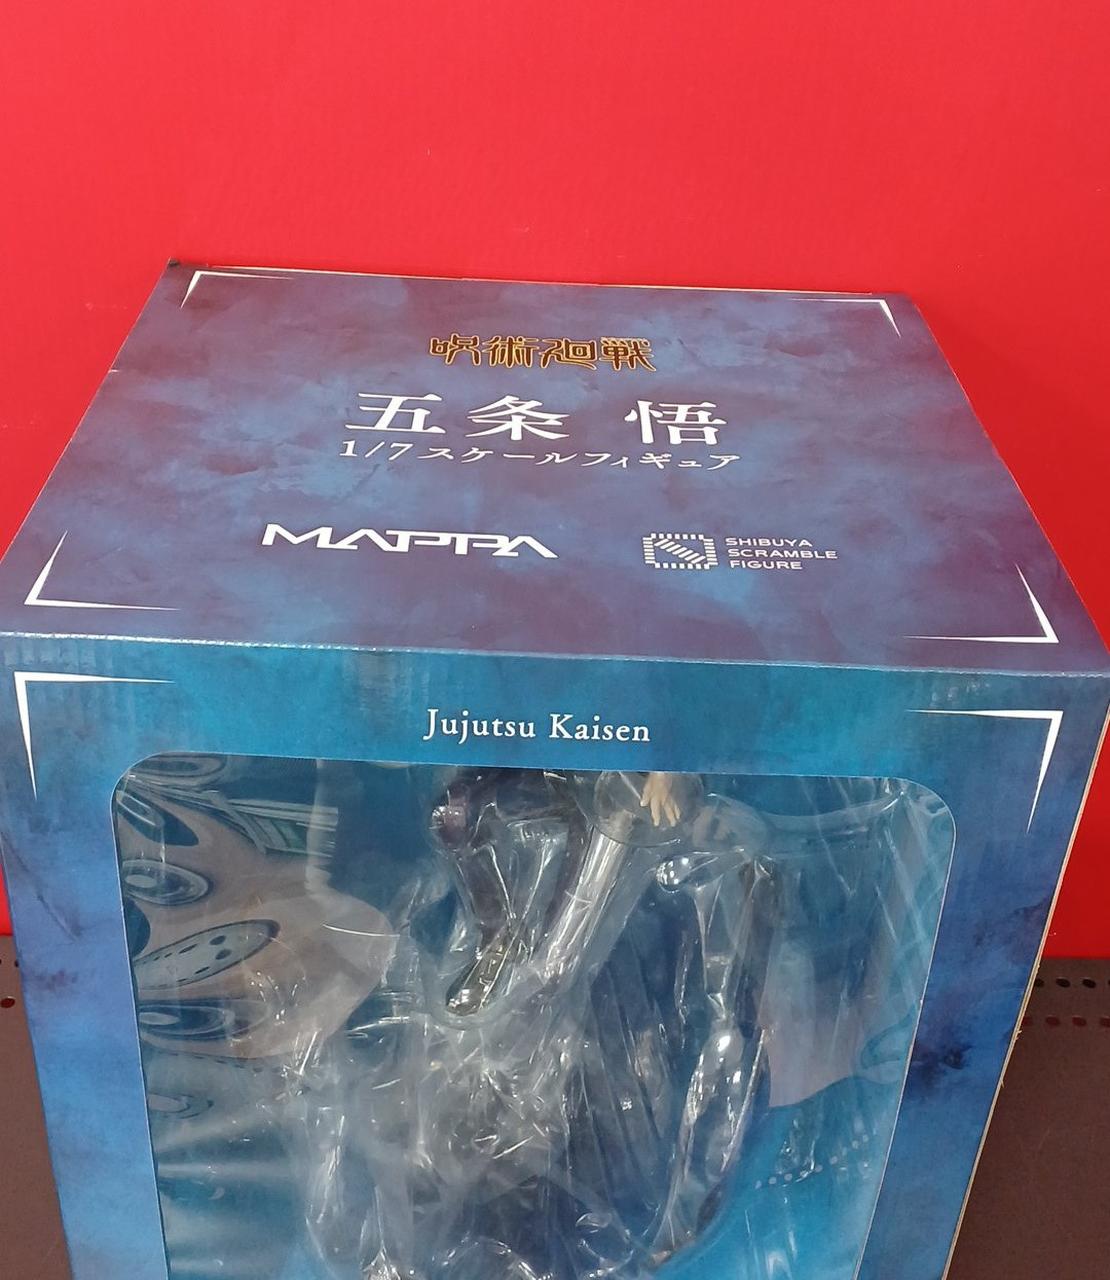 呪術廻戦
五条 悟
1/7スケールフィギュア
MAPPA
SHIBUYA
SCRAMBLE
FIGURE
Jujutsu Kaisen